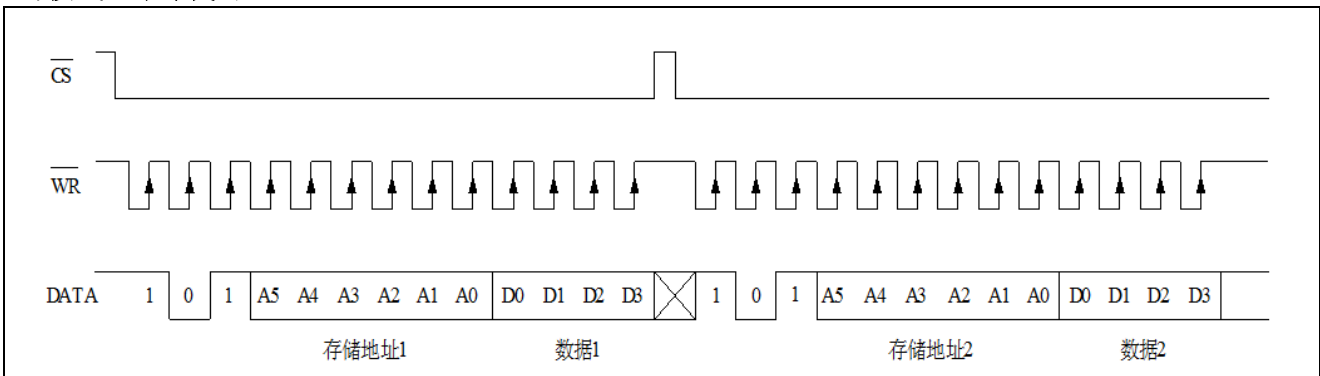 CS
WR
DATA 1 0 1 A5 A4 A3 A2 A1 A0 D0 D1 D2 D3 1 0 1 A5 A4 A3 A2 A1 A0 D0 D1 D2 D3
存储地址1 数据1 存储地址2 数据2